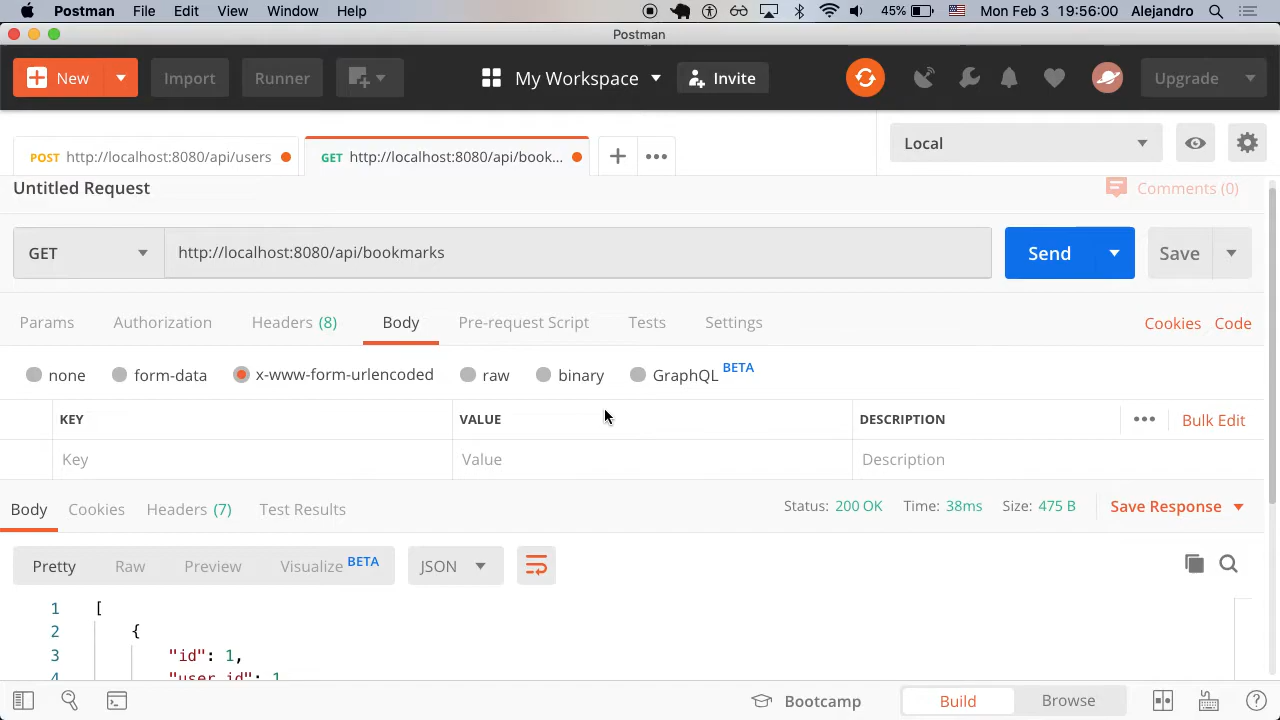 Postman File Edit View Window Help 45% Mon Feb 3 19:56:00 Alejandro
Postman
New Import Runner My Workspace Invite Upgrade
POST http://localhost:8080/api/users GET http://localhost:8080/api/book... Local
Untitled Request Comments (0)
GET http://localhost:8080/api/bookmarks Send Save
Params Authorization Headers (8) Body Pre-request Script Tests Settings Cookies Code
none form-data x-www-form-urlencoded raw binary GraphQL BETA
KEY VALUE DESCRIPTION Bulk Edit
Key Value Description
Body Cookies Headers (7) Test Results Status: 200 OK Time: 38ms Size: 475 B Save Response
Pretty Raw Preview Visualize BETA JSON
1 [
2 {
3 "id": 1,
4 "user_id": 1
Bootcamp Build Browse